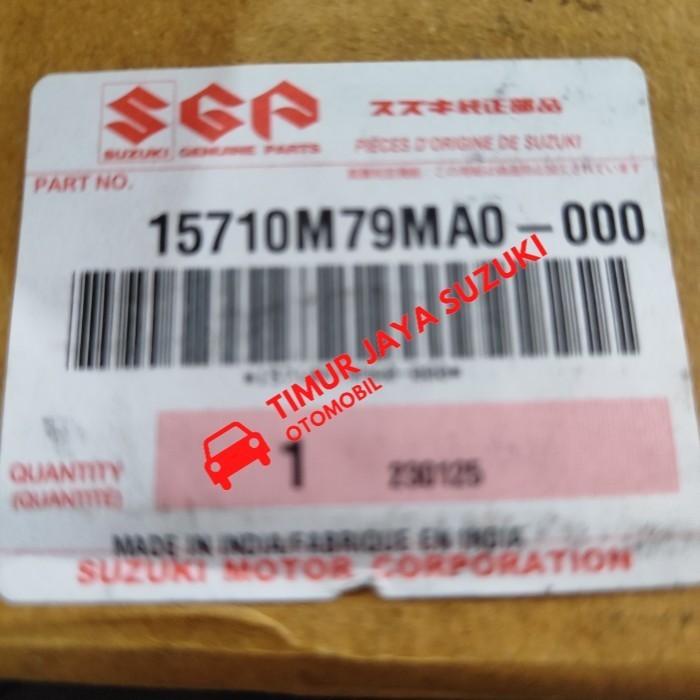 SGP
SUZUKI GENUINE PARTS
スズキ純正部品
PIÈCES D'ORIGINE DE SUZUKI
PART NO.
15710M79MA0-000
TIMUR JAYA SUZUKI
OTOMOBIL
QUANTITY
(QUANTITÉ)
1
230125
MADE IN INDIA/FABRIQUE EN INDIA
SUZUKI MOTOR CORPORATION